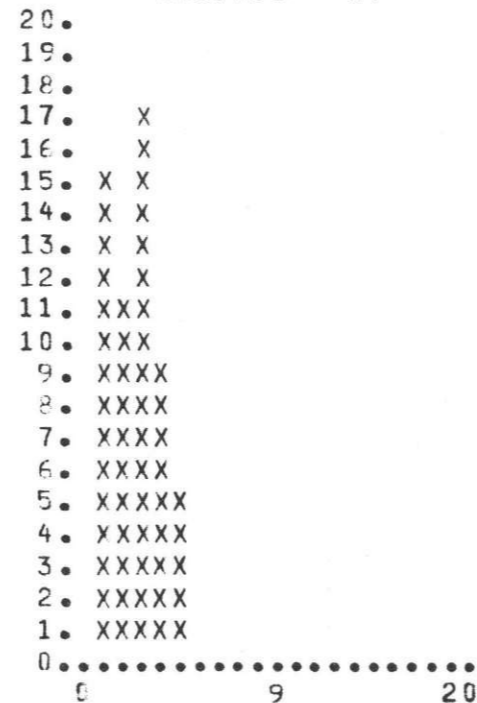 20.
19.
18.
17.   X
16.   X
15. X X
14. X X
13. X X
12. X X
11. XXX
10. XXX
9. XXXX
8. XXXX
7. XXXX
6. XXXX
5. XXXXX
4. XXXXX
3. XXXXX
2. XXXXX
1. XXXXX
0......................
0 9 20